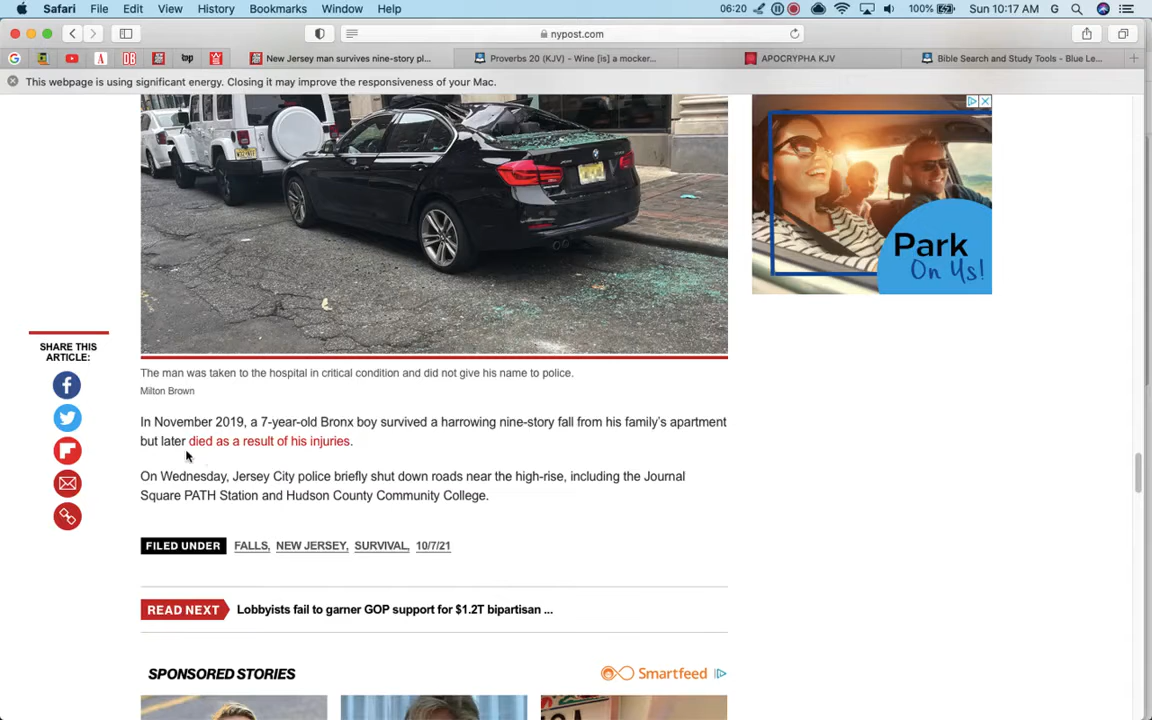 Safari File Edit View History Bookmarks Window Help 06:20 100% Sun 10:17 AM G
nypost.com
New Jersey man survives nine-story pl... Proverbs 20 (KJV) - Wine [is] a mocker... APOCRYPHA KJV Bible Search and Study Tools - Blue Le...
This webpage is using significant energy. Closing it may improve the responsiveness of your Mac.
Park
On Us!
SHARE THIS
ARTICLE:
The man was taken to the hospital in critical condition and did not give his name to police.
Milton Brown
In November 2019, a 7-year-old Bronx boy survived a harrowing nine-story fall from his family's apartment
but later died as a result of his injuries.
On Wednesday, Jersey City police briefly shut down roads near the high-rise, including the Journal
Square PATH Station and Hudson County Community College.
FILED UNDER FALLS, NEW JERSEY, SURVIVAL, 10/7/21
READ NEXT Lobbyists fail to garner GOP support for $1.2T bipartisan ...
SPONSORED STORIES
Smartfeed